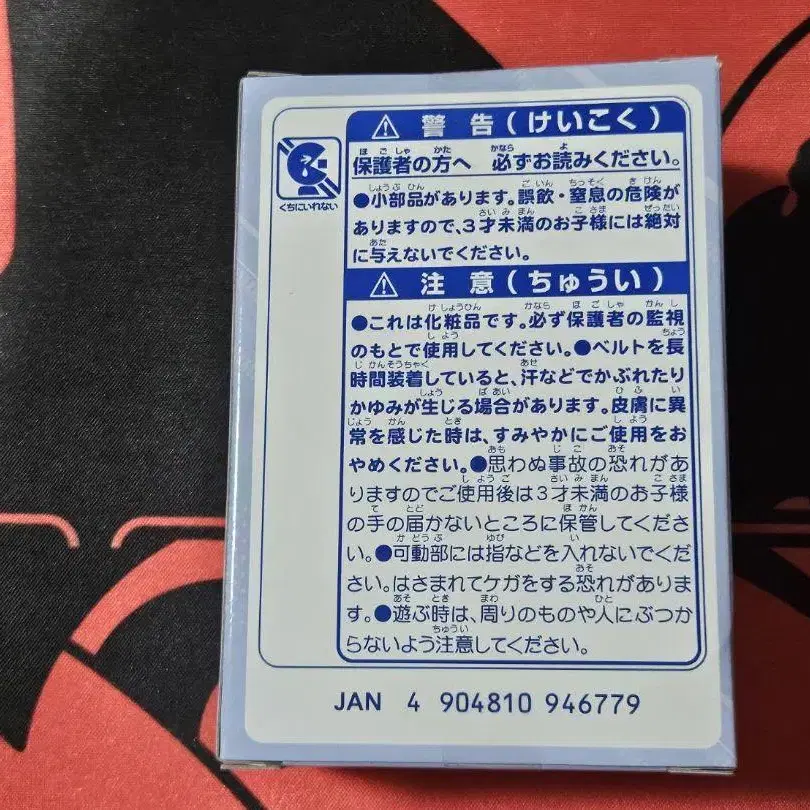 くちにいれない
⚠ 警告(けいこく)
保護者の方へ 必ずお読みください。
●小部品があります。誤飲・窒息の危険が
ありますので、3才未満のお子様には絶対
に与えないでください。
⚠ 注意(ちゅうい)
●これは化粧品です。必ず保護者の監視
のもとで使用してください。●ベルトを長
時間装着していると、汗などでかぶれたり
かゆみが生じる場合があります。皮膚に異
常を感じた時は、すみやかにご使用をお
やめください。●思わぬ事故の恐れがあ
りますのでご使用後は3才未満のお子様
の手の届かないところに保管してくださ
い。●可動部には指などを入れないでくだ
さい。はさまれてケガをする恐れがありま
す。●遊ぶ時は、周りのものや人にぶつか
らないよう注意してください。
JAN 4 904810 946779